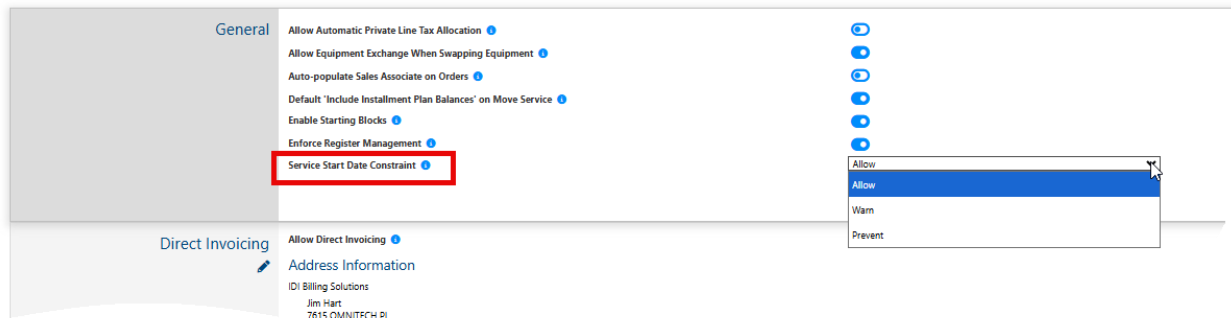 General
Allow Automatic Private Line Tax Allocation
Allow Equipment Exchange When Swapping Equipment
Auto-populate Sales Associate on Orders
Default 'Include Installment Plan Balances' on Move Service
Enable Starting Blocks
Enforce Register Management
Service Start Date Constraint
Allow
Allow
Warn
Prevent
Direct Invoicing
Allow Direct Invoicing
Address Information
IDI Billing Solutions
Jim Hart
7615 OMNITECH PL